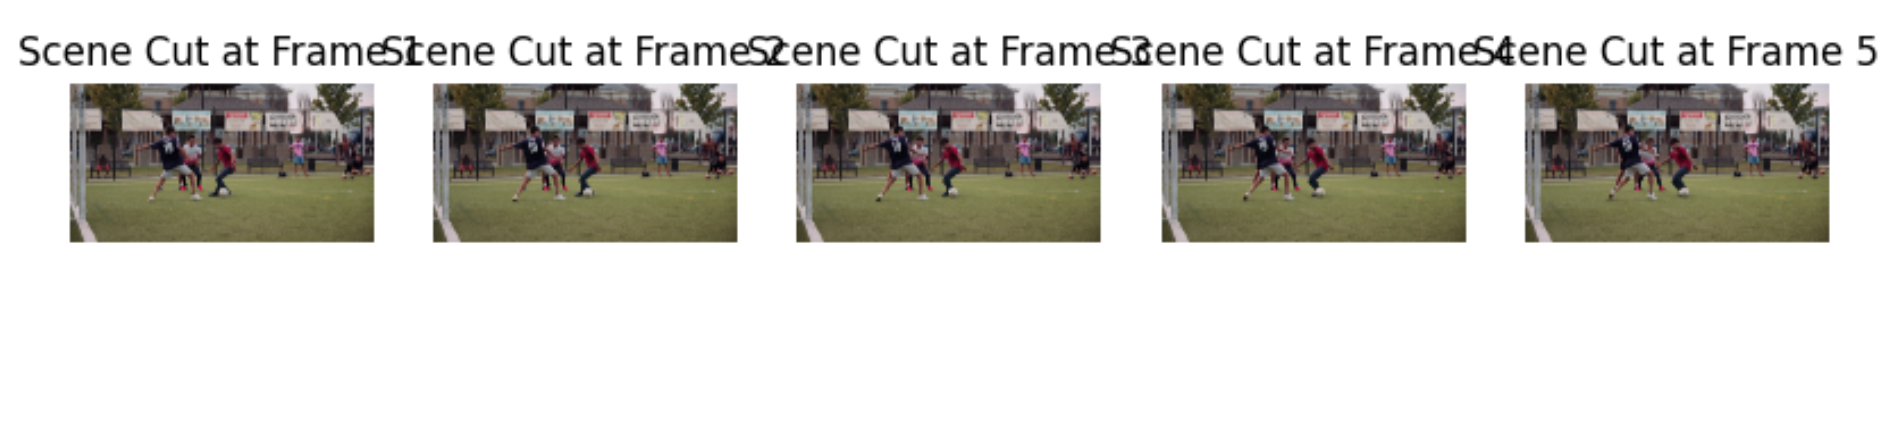 Scene Cut at Frame 1
Scene Cut at Frame 2
Scene Cut at Frame 3
Scene Cut at Frame 4
Scene Cut at Frame 5